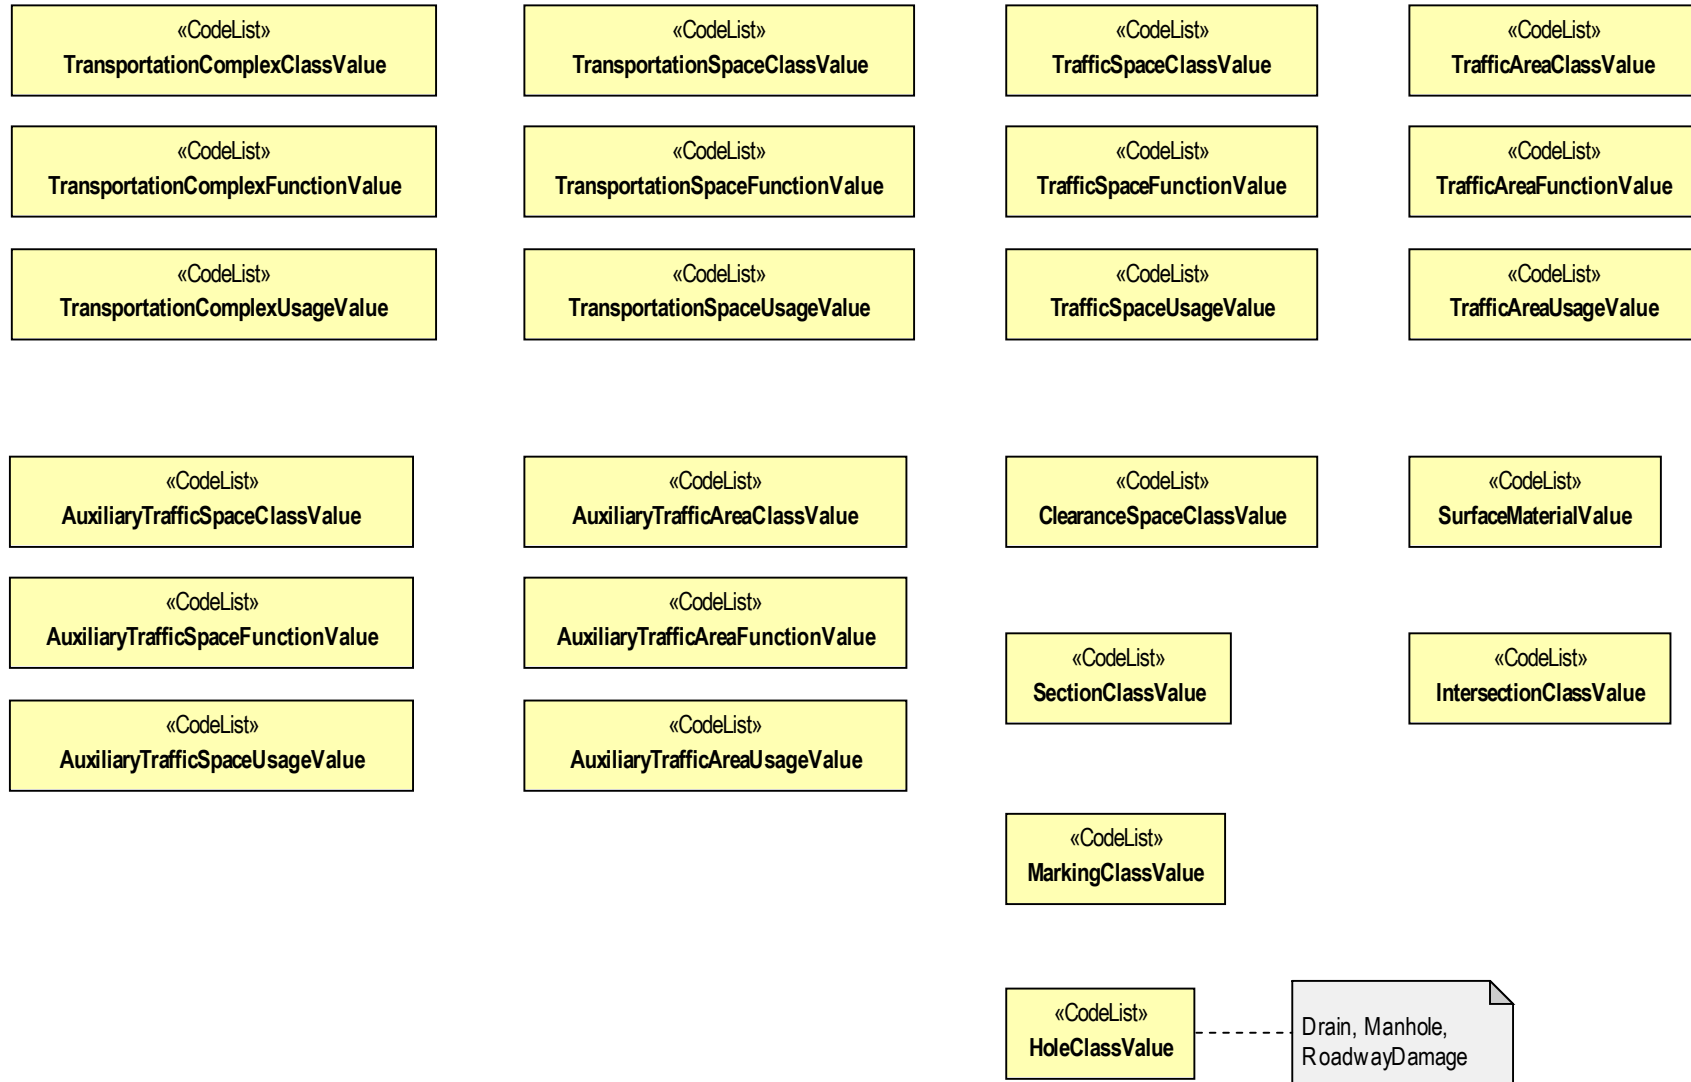 «CodeList»
TransportationComplexClassValue
«CodeList»
TransportationSpaceClassValue
«CodeList»
TrafficSpaceClassValue
«CodeList»
TrafficAreaClassValue
«CodeList»
TransportationComplexFunctionValue
«CodeList»
TransportationSpaceFunctionValue
«CodeList»
TrafficSpaceFunctionValue
«CodeList»
TrafficAreaFunctionValue
«CodeList»
TransportationComplexUsageValue
«CodeList»
TransportationSpaceUsageValue
«CodeList»
TrafficSpaceUsageValue
«CodeList»
TrafficAreaUsageValue
«CodeList»
AuxiliaryTrafficSpaceClassValue
«CodeList»
AuxiliaryTrafficAreaClassValue
«CodeList»
ClearanceSpaceClassValue
«CodeList»
SurfaceMaterialValue
«CodeList»
AuxiliaryTrafficSpaceFunctionValue
«CodeList»
AuxiliaryTrafficAreaFunctionValue
«CodeList»
SectionClassValue
«CodeList»
IntersectionClassValue
«CodeList»
AuxiliaryTrafficSpaceUsageValue
«CodeList»
AuxiliaryTrafficAreaUsageValue
«CodeList»
MarkingClassValue
«CodeList»
HoleClassValue
Drain, Manhole,
RoadwayDamage